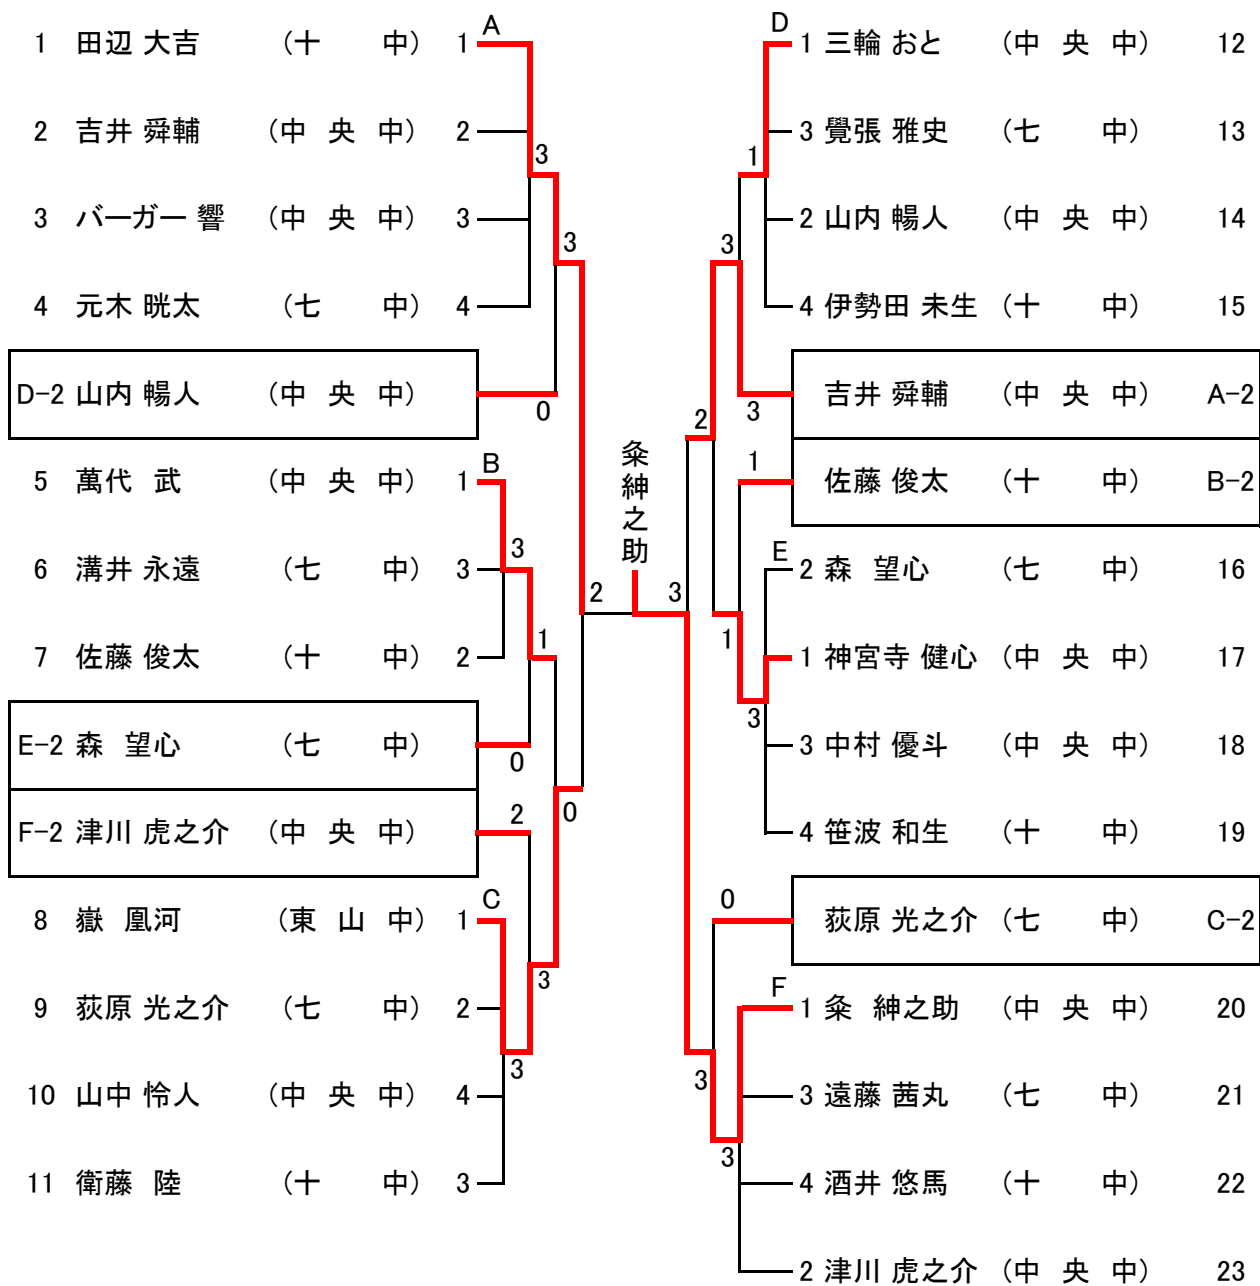 A
1 田辺 大吉 (十 中) 1
2 吉井 舜輔 (中 央 中) 2
3
3 バーガー 響 (中 央 中) 3
3
4 元木 晄太 (七 中) 4
D-2 山内 暢人 (中 央 中)
0
B
5 萬代 武 (中 央 中) 1
3
6 溝井 永遠 (七 中) 3
1
7 佐藤 俊太 (十 中) 2
E-2 森 望心 (七 中)
0
2
0
F-2 津川 虎之介 (中 央 中)
C
8 嶽 凰河 (東 山 中) 1
3
9 荻原 光之介 (七 中) 2
3
10 山中 怜人 (中 央 中) 4
11 衛藤 陸 (十 中) 3
粂紳之助
2
3
D
1 三輪 おと (中 央 中) 12
3 覺張 雅史 (七 中) 13
1
2 山内 暢人 (中 央 中) 14
3
4 伊勢田 未生 (十 中) 15
吉井 舜輔 (中 央 中) A-2
3
2
1
佐藤 俊太 (十 中) B-2
E
2 森 望心 (七 中) 16
1
1 神宮寺 健心 (中 央 中) 17
3
3 中村 優斗 (中 央 中) 18
4 笹波 和生 (十 中) 19
0
荻原 光之介 (七 中) C-2
F
1 粂 紳之助 (中 央 中) 20
3
3 遠藤 茜丸 (七 中) 21
3
4 酒井 悠馬 (十 中) 22
2 津川 虎之介 (中 央 中) 23